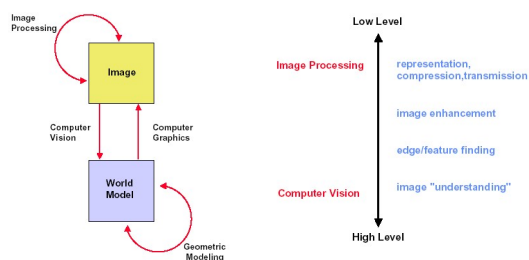 Image
Processing
Image
Computer
Vision
Computer
Graphics
World
Model
Geometric
Modeling
Low Level
Image Processing
representation,
compression,transmission
image enhancement
edge/feature finding
Computer Vision
image "understanding"
High Level